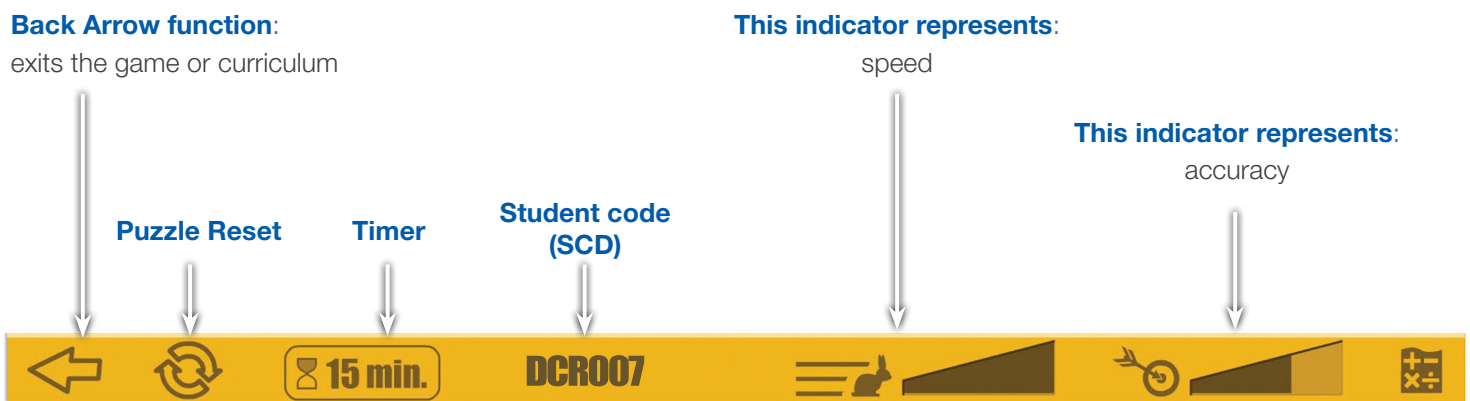 Back Arrow function:
exits the game or curriculum
This indicator represents:
speed
This indicator represents:
accuracy
Puzzle Reset
Timer
Student code
(SCD)
15 min.
DCR007
+−
×÷